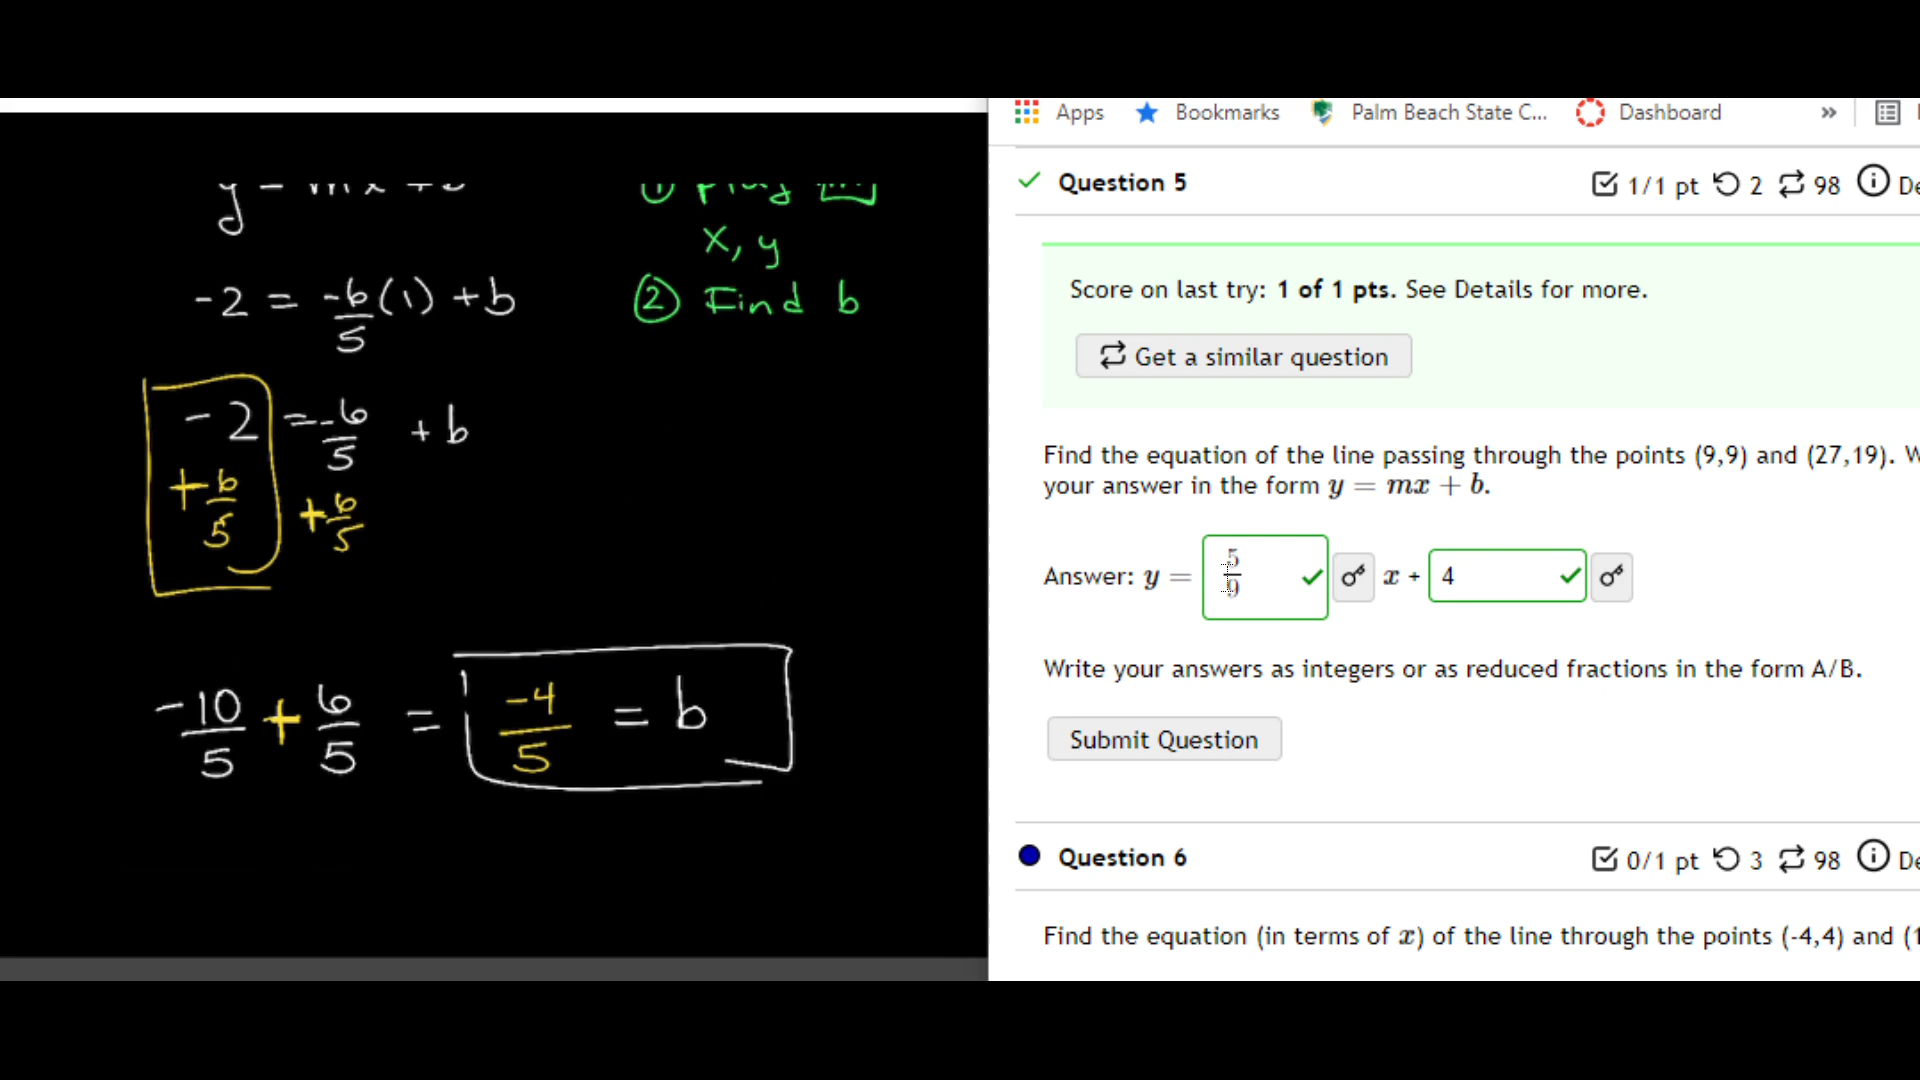 y = mx + b
-2 = -6/5 (1) + b
-2 = -6/5 + b
+6/5 +6/5
-10/5 + 6/5 = -4/5 = b
① Plug
x, y
② Find b
Apps Bookmarks Palm Beach State C... Dashboard »
Question 5 1/1 pt 2 98
Score on last try: 1 of 1 pts. See Details for more.
Get a similar question
Find the equation of the line passing through the points (9,9) and (27,19).
your answer in the form y = mx + b.
Answer: y = 5/9 x + 4
Write your answers as integers or as reduced fractions in the form A/B.
Submit Question
Question 6 0/1 pt 3 98
Find the equation (in terms of x) of the line through the points (-4,4) and (1